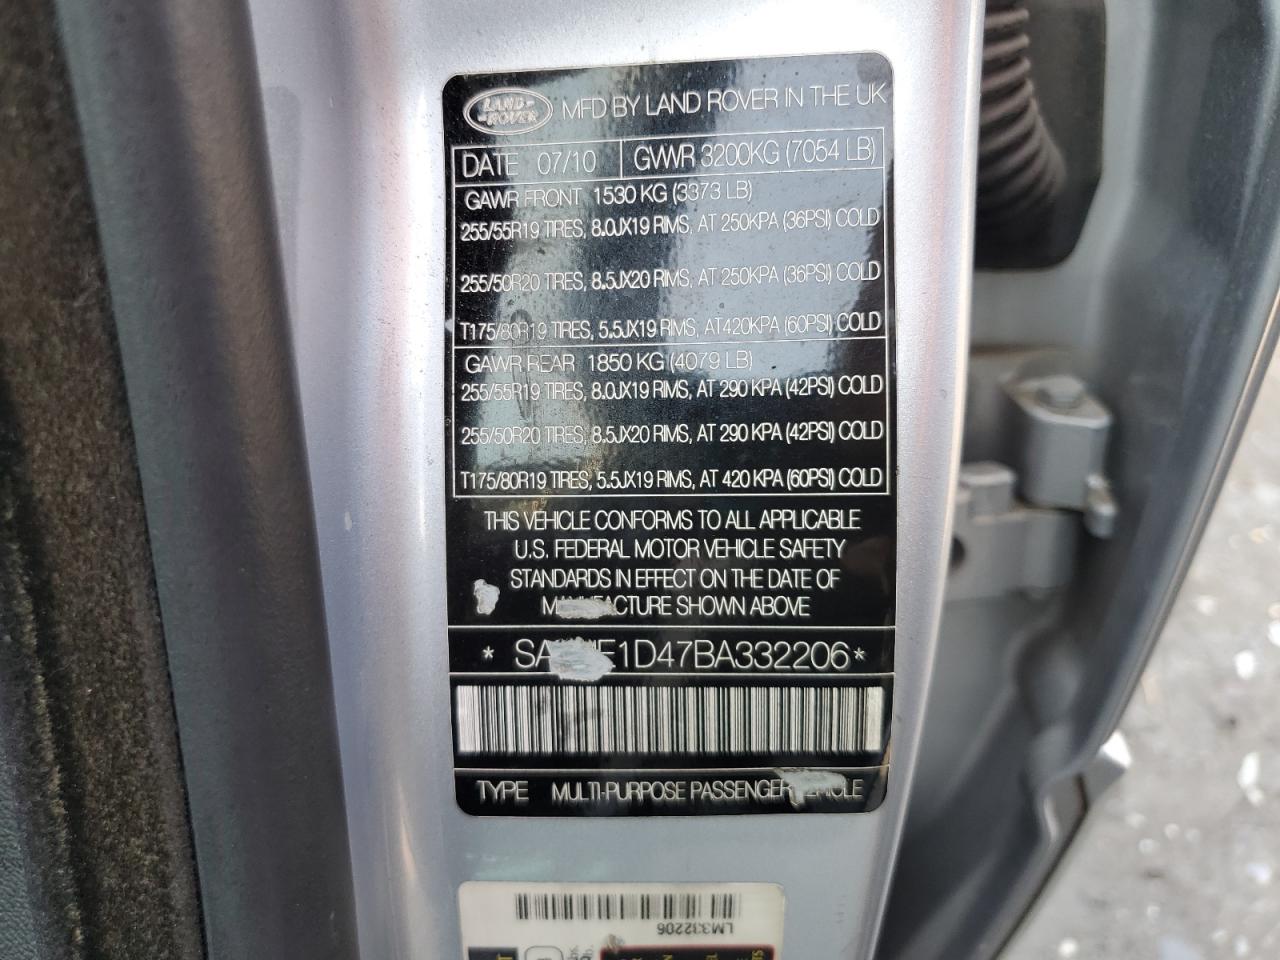 LAND-
-ROVER
MFD BY LAND ROVER IN THE UK
DATE 07/10 GVWR 3200KG (7054 LB)
GAWR FRONT 1530 KG (3373 LB)
255/55R19 TIRES, 8.0JX19 RIMS, AT 250KPA (36PSI) COLD
255/50R20 TIRES, 8.5JX20 RIMS, AT 250KPA (36PSI) COLD
T175/80R19 TIRES, 5.5JX19 RIMS, AT420KPA (60PSI) COLD
GAWR REAR 1850 KG (4079 LB)
255/55R19 TIRES, 8.0JX19 RIMS, AT 290 KPA (42PSI) COLD
255/50R20 TIRES, 8.5JX20 RIMS, AT 290 KPA (42PSI) COLD
T175/80R19 TIRES, 5.5JX19 RIMS, AT 420 KPA (60PSI) COLD
THIS VEHICLE CONFORMS TO ALL APPLICABLE
U.S. FEDERAL MOTOR VEHICLE SAFETY
STANDARDS IN EFFECT ON THE DATE OF
MANUFACTURE SHOWN ABOVE
TYPE MULTI-PURPOSE PASSENGER VEHICLE
LM332206